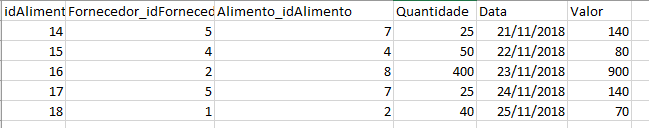 idAliment Fornecedor_idForneced Alimento_idAlimento Quantidade Data Valor
14 5 7 25 21/11/2018 140
15 4 4 50 22/11/2018 80
16 2 8 400 23/11/2018 900
17 5 7 25 24/11/2018 140
18 1 2 40 25/11/2018 70